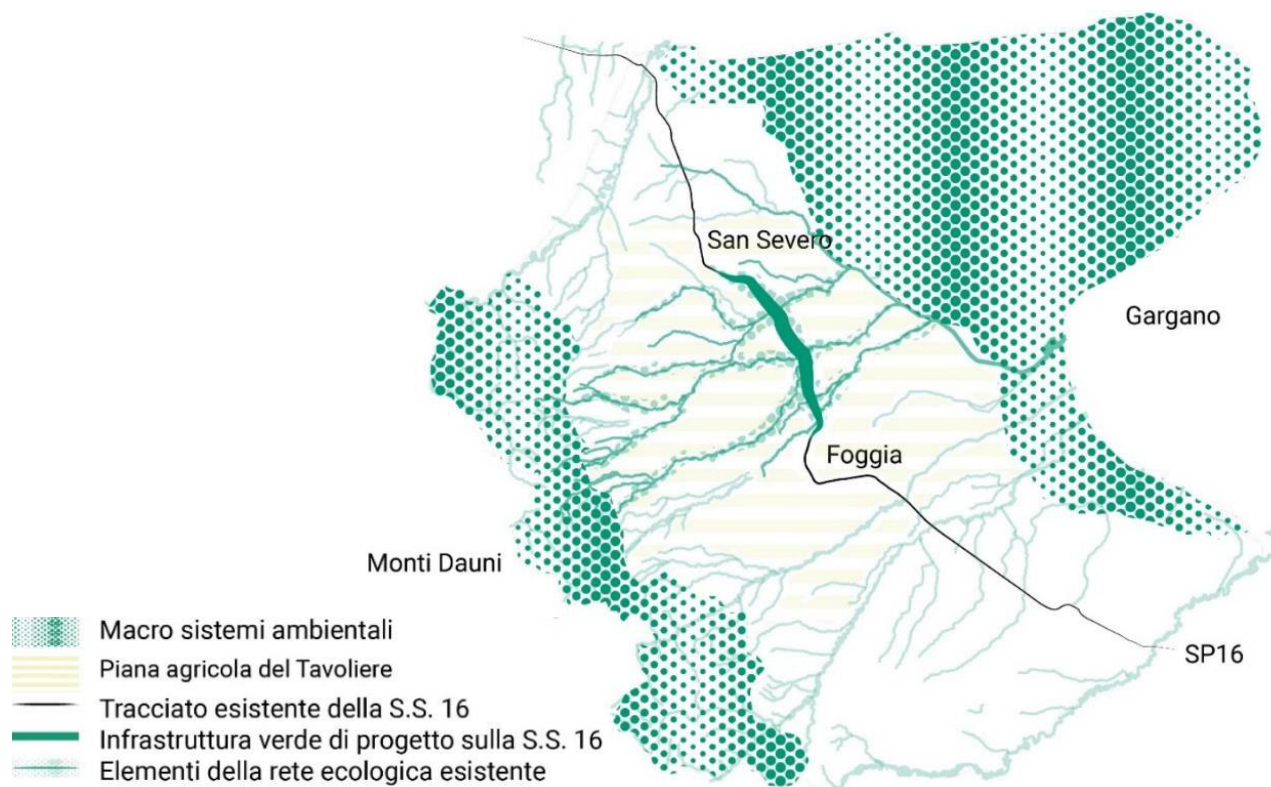 San Severo
Gargano
Foggia
Monti Dauni
SP16
Macro sistemi ambientali
Piana agricola del Tavoliere
Tracciato esistente della S.S. 16
Infrastruttura verde di progetto sulla S.S. 16
Elementi della rete ecologica esistente